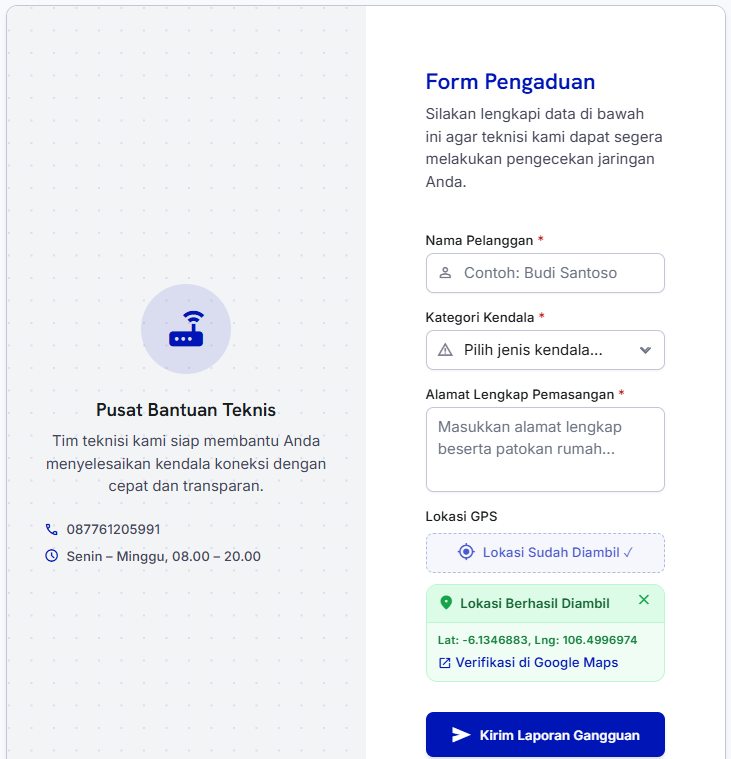 Pusat Bantuan Teknis
Tim teknisi kami siap membantu Anda
menyelesaikan kendala koneksi dengan
cepat dan transparan.
087761205991
Senin – Minggu, 08.00 – 20.00
Form Pengaduan
Silakan lengkapi data di bawah
ini agar teknisi kami dapat segera
melakukan pengecekan jaringan
Anda.
Nama Pelanggan *
Contoh: Budi Santoso
Kategori Kendala *
Pilih jenis kendala...
Alamat Lengkap Pemasangan *
Masukkan alamat lengkap
beserta patokan rumah...
Lokasi GPS
Lokasi Sudah Diambil ✓
Lokasi Berhasil Diambil
Lat: -6.1346883, Lng: 106.4996974
Verifikasi di Google Maps
Kirim Laporan Gangguan